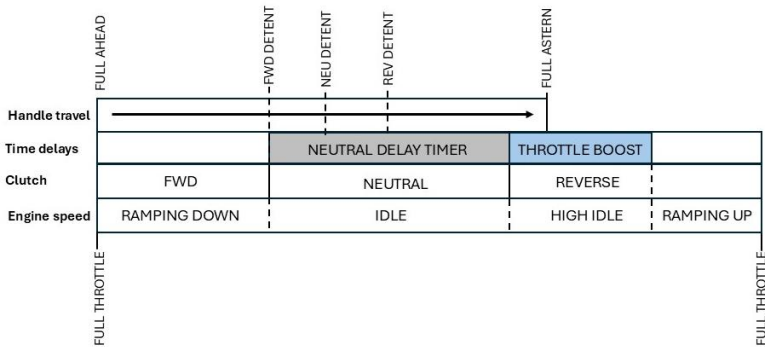 FULL AHEAD
FWD DETENT
NEU DETENT
REV DETENT
FULL ASTERN
Handle travel
Time delays
NEUTRAL DELAY TIMER
THROTTLE BOOST
Clutch
FWD
NEUTRAL
REVERSE
Engine speed
RAMPING DOWN
IDLE
HIGH IDLE
RAMPING UP
FULL THROTTLE
FULL THROTTLE